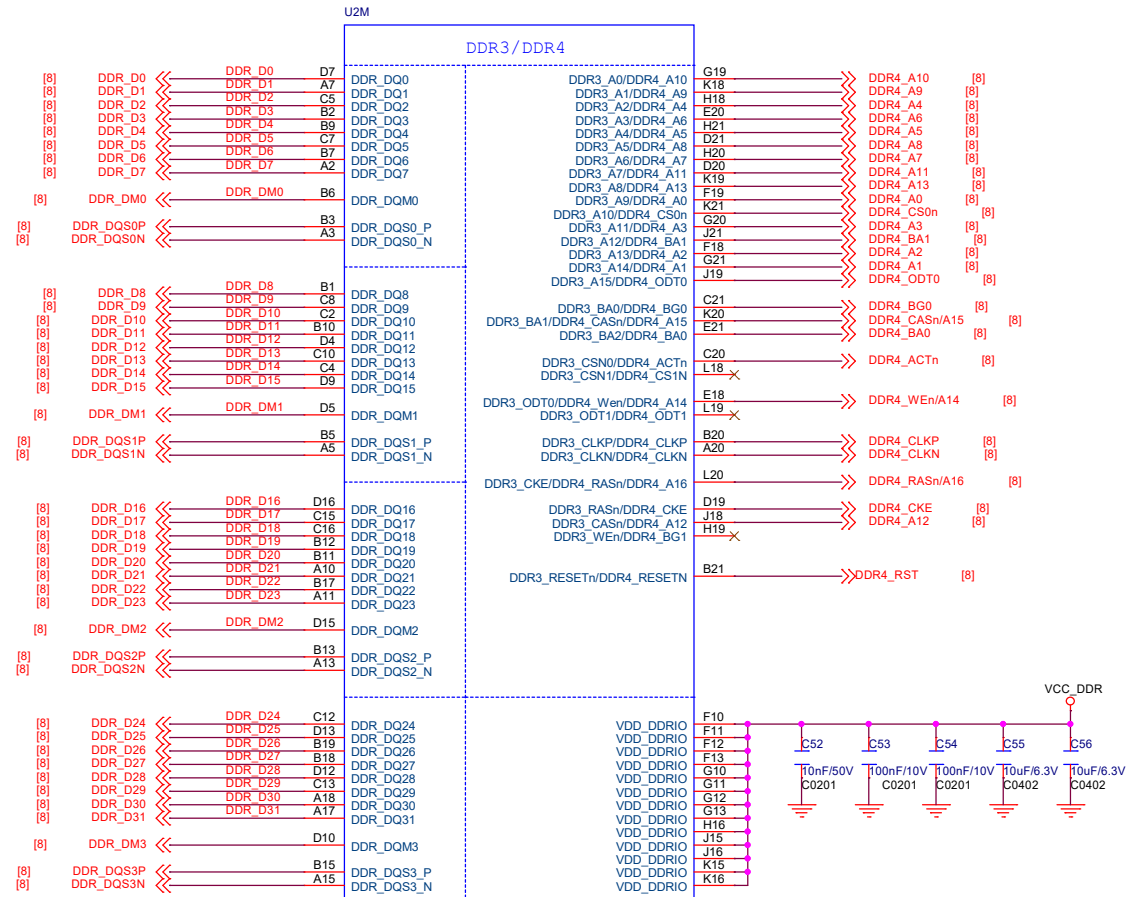 U2M
DDR3/DDR4
[8] DDR_D0 DDR_D0 D7 DDR_DQ0
[8] DDR_D1 DDR_D1 A7 DDR_DQ1
[8] DDR_D2 DDR_D2 C5 DDR_DQ2
[8] DDR_D3 DDR_D3 B2 DDR_DQ3
[8] DDR_D4 DDR_D4 B9 DDR_DQ4
[8] DDR_D5 DDR_D5 C7 DDR_DQ5
[8] DDR_D6 DDR_D6 B7 DDR_DQ6
[8] DDR_D7 DDR_D7 A2 DDR_DQ7
[8] DDR_DM0 DDR_DM0 B6 DDR_DQM0
[8] DDR_DQS0P B3 DDR_DQS0_P
[8] DDR_DQS0N A3 DDR_DQS0_N
[8] DDR_D8 DDR_D8 B1 DDR_DQ8
[8] DDR_D9 DDR_D9 C8 DDR_DQ9
[8] DDR_D10 DDR_D10 C2 DDR_DQ10
[8] DDR_D11 DDR_D11 B10 DDR_DQ11
[8] DDR_D12 DDR_D12 D4 DDR_DQ12
[8] DDR_D13 DDR_D13 C10 DDR_DQ13
[8] DDR_D14 DDR_D14 C4 DDR_DQ14
[8] DDR_D15 DDR_D15 D9 DDR_DQ15
[8] DDR_DM1 DDR_DM1 D5 DDR_DQM1
[8] DDR_DQS1P B5 DDR_DQS1_P
[8] DDR_DQS1N A5 DDR_DQS1_N
[8] DDR_D16 DDR_D16 D16 DDR_DQ16
[8] DDR_D17 DDR_D17 C15 DDR_DQ17
[8] DDR_D18 DDR_D18 C16 DDR_DQ18
[8] DDR_D19 DDR_D19 B12 DDR_DQ19
[8] DDR_D20 DDR_D20 B11 DDR_DQ20
[8] DDR_D21 DDR_D21 A10 DDR_DQ21
[8] DDR_D22 DDR_D22 B17 DDR_DQ22
[8] DDR_D23 DDR_D23 A11 DDR_DQ23
[8] DDR_DM2 DDR_DM2 D15 DDR_DQM2
[8] DDR_DQS2P B13 DDR_DQS2_P
[8] DDR_DQS2N A13 DDR_DQS2_N
[8] DDR_D24 DDR_D24 C12 DDR_DQ24
[8] DDR_D25 DDR_D25 D13 DDR_DQ25
[8] DDR_D26 DDR_D26 B19 DDR_DQ26
[8] DDR_D27 DDR_D27 B18 DDR_DQ27
[8] DDR_D28 DDR_D28 D12 DDR_DQ28
[8] DDR_D29 DDR_D29 C13 DDR_DQ29
[8] DDR_D30 DDR_D30 A18 DDR_DQ30
[8] DDR_D31 DDR_D31 A17 DDR_DQ31
[8] DDR_DM3 D10 DDR_DQM3
[8] DDR_DQS3P B15 DDR_DQS3_P
[8] DDR_DQS3N A15 DDR_DQS3_N
DDR3_A0/DDR4_A10 G19 DDR4_A10 [8]
DDR3_A1/DDR4_A9 K18 DDR4_A9 [8]
DDR3_A2/DDR4_A4 H18 DDR4_A4 [8]
DDR3_A3/DDR4_A6 E20 DDR4_A6 [8]
DDR3_A4/DDR4_A5 H21 DDR4_A5 [8]
DDR3_A5/DDR4_A8 D21 DDR4_A8 [8]
DDR3_A6/DDR4_A7 H20 DDR4_A7 [8]
DDR3_A7/DDR4_A11 D20 DDR4_A11 [8]
DDR3_A8/DDR4_A13 K19 DDR4_A13 [8]
DDR3_A9/DDR4_A0 F19 DDR4_A0 [8]
DDR3_A10/DDR4_CS0n K21 DDR4_CS0n [8]
DDR3_A11/DDR4_A3 G20 DDR4_A3 [8]
DDR3_A12/DDR4_BA1 J21 DDR4_BA1 [8]
DDR3_A13/DDR4_A2 F18 DDR4_A2 [8]
DDR3_A14/DDR4_A1 G21 DDR4_A1 [8]
DDR3_A15/DDR4_ODT0 J19 DDR4_ODT0 [8]
DDR3_BA0/DDR4_BG0 C21 DDR4_BG0 [8]
DDR3_BA1/DDR4_CASn/DDR4_A15 K20 DDR4_CASn/A15 [8]
DDR3_BA2/DDR4_BA0 E21 DDR4_BA0 [8]
DDR3_CSN0/DDR4_ACTn C20 DDR4_ACTn [8]
DDR3_CSN1/DDR4_CS1N L18
DDR3_ODT0/DDR4_Wen/DDR4_A14 E18 DDR4_WEn/A14 [8]
DDR3_ODT1/DDR4_ODT1 L19
DDR3_CLKP/DDR4_CLKP B20 DDR4_CLKP [8]
DDR3_CLKN/DDR4_CLKN A20 DDR4_CLKN [8]
DDR3_CKE/DDR4_RASn/DDR4_A16 L20 DDR4_RASn/A16 [8]
DDR3_RASn/DDR4_CKE D19 DDR4_CKE [8]
DDR3_CASn/DDR4_A12 J18 DDR4_A12 [8]
DDR3_WEn/DDR4_BG1 H19
DDR3_RESETn/DDR4_RESETN B21 DDR4_RST [8]
VDD_DDRIO F10
VDD_DDRIO F11
VDD_DDRIO F12
VDD_DDRIO F13
VDD_DDRIO G10
VDD_DDRIO G11
VDD_DDRIO G12
VDD_DDRIO G13
VDD_DDRIO H16
VDD_DDRIO J15
VDD_DDRIO J16
VDD_DDRIO K15
VDD_DDRIO K16
VCC_DDR
C52 C53 C54 C55 C56
10nF/50V 100nF/10V 100nF/10V 10uF/6.3V 10uF/6.3V
C0201 C0201 C0201 C0402 C0402